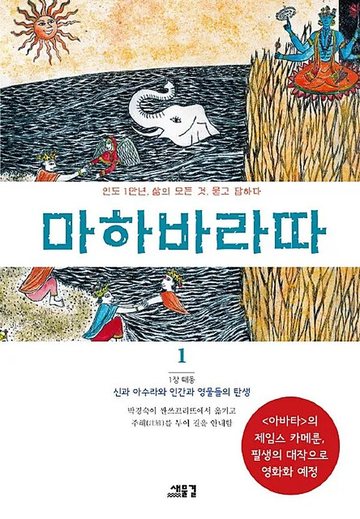 인도 1만년, 삶의 모든 것, 묻고 답하다
마하바라따
1
1장 태동
신과 아수라와 인간과 영물들의 탄생
박경숙이 싼쓰끄리뜨에서 옮기고
주해(註解)를 두어 길을 안내함
<아바타>의
제임스 카메룬,
필생의 대작으로
영화화 예정
새물결